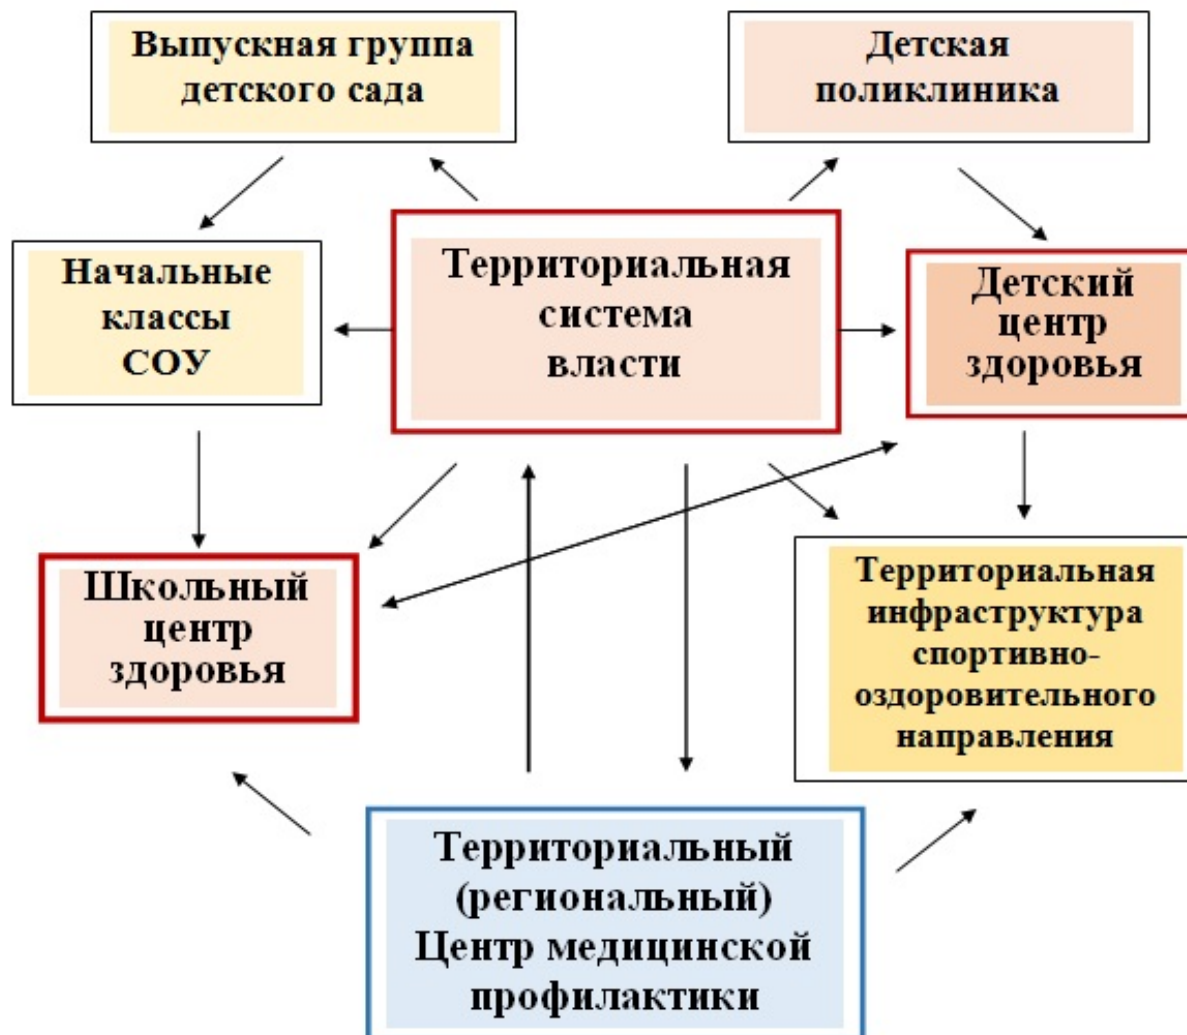 Выпускная группа
детского сада
Детская
поликлиника
Начальные
классы
СОУ
Территориальная
система
власти
Детский
центр
здоровья
Школьный
центр
здоровья
Территориальная
инфраструктура
спортивно-
оздоровительного
направления
Территориальный
(региональный)
Центр медицинской
профилактики